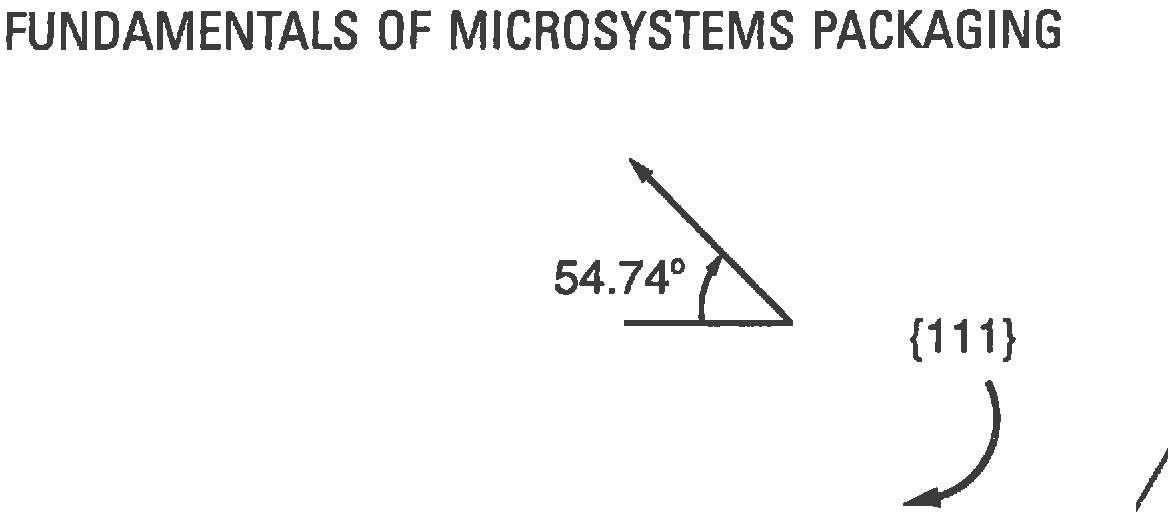 FUNDAMENTALS OF MICROSYSTEMS PACKAGING
54.74°
{111}